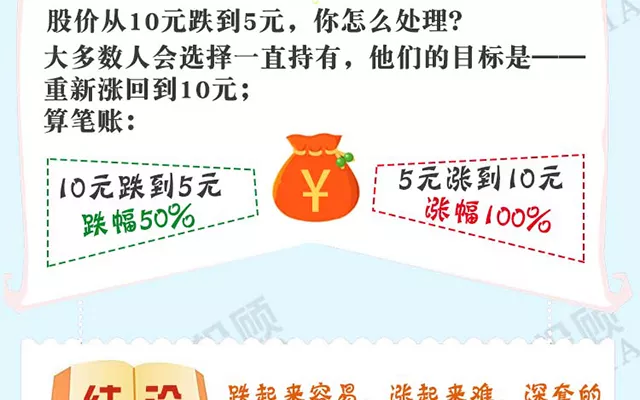 股价从10元跌到5元，你怎么处理？
大多数人会选择一直持有，他们的目标是——
重新涨回到10元；
算笔账：
10元跌到5元
跌幅50%
¥
5元涨到10元
涨幅100%
结论
跌起来容易，涨起来难，深套的